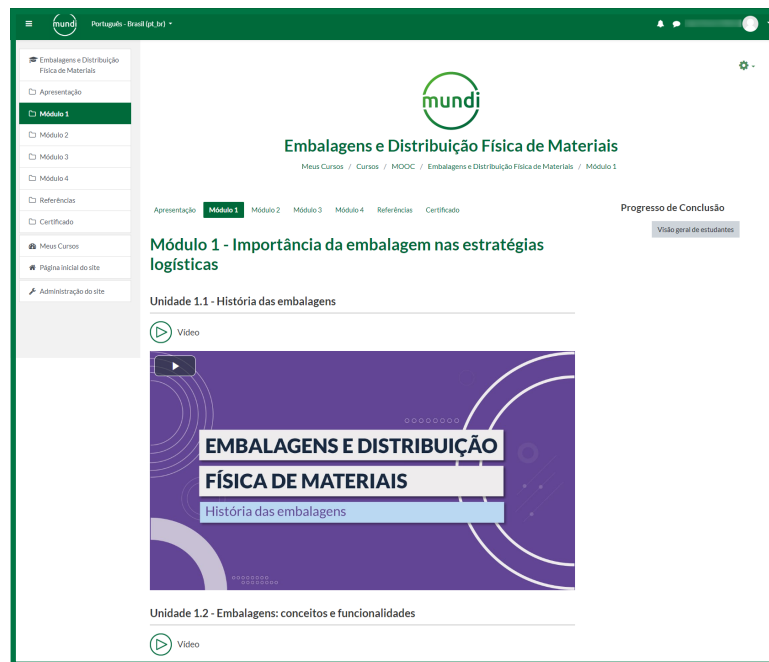 mundi
Português - Brasil (pt_br)
Embalagens e Distribuição
Física de Materiais
Apresentação
Módulo 1
Módulo 2
Módulo 3
Módulo 4
Referências
Certificado
Meus Cursos
Página inicial do site
Administração do site
mundi
Embalagens e Distribuição Física de Materiais
Meus Cursos / Cursos / MOOC / Embalagens e Distribuição Física de Materiais / Módulo 1
Apresentação Módulo 1 Módulo 2 Módulo 3 Módulo 4 Referências Certificado
Progresso de Conclusão
Visão geral de estudantes
Módulo 1 - Importância da embalagem nas estratégias
logísticas
Unidade 1.1 - História das embalagens
Vídeo
EMBALAGENS E DISTRIBUIÇÃO
FÍSICA DE MATERIAIS
História das embalagens
Unidade 1.2 - Embalagens: conceitos e funcionalidades
Vídeo